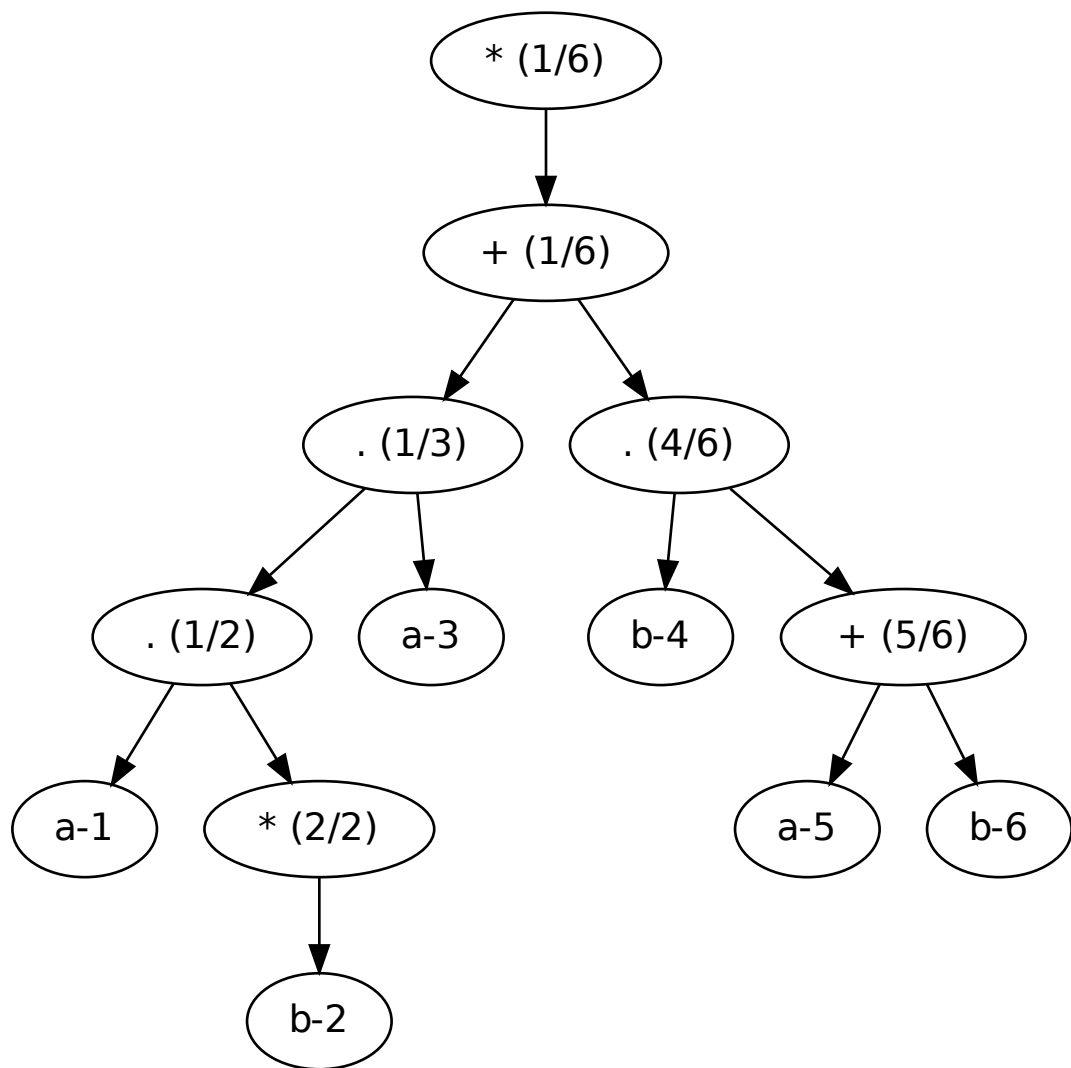 * (1/6)
+ (1/6)
. (1/3)
. (4/6)
. (1/2)
a-3
b-4
+ (5/6)
a-1
* (2/2)
a-5
b-6
b-2